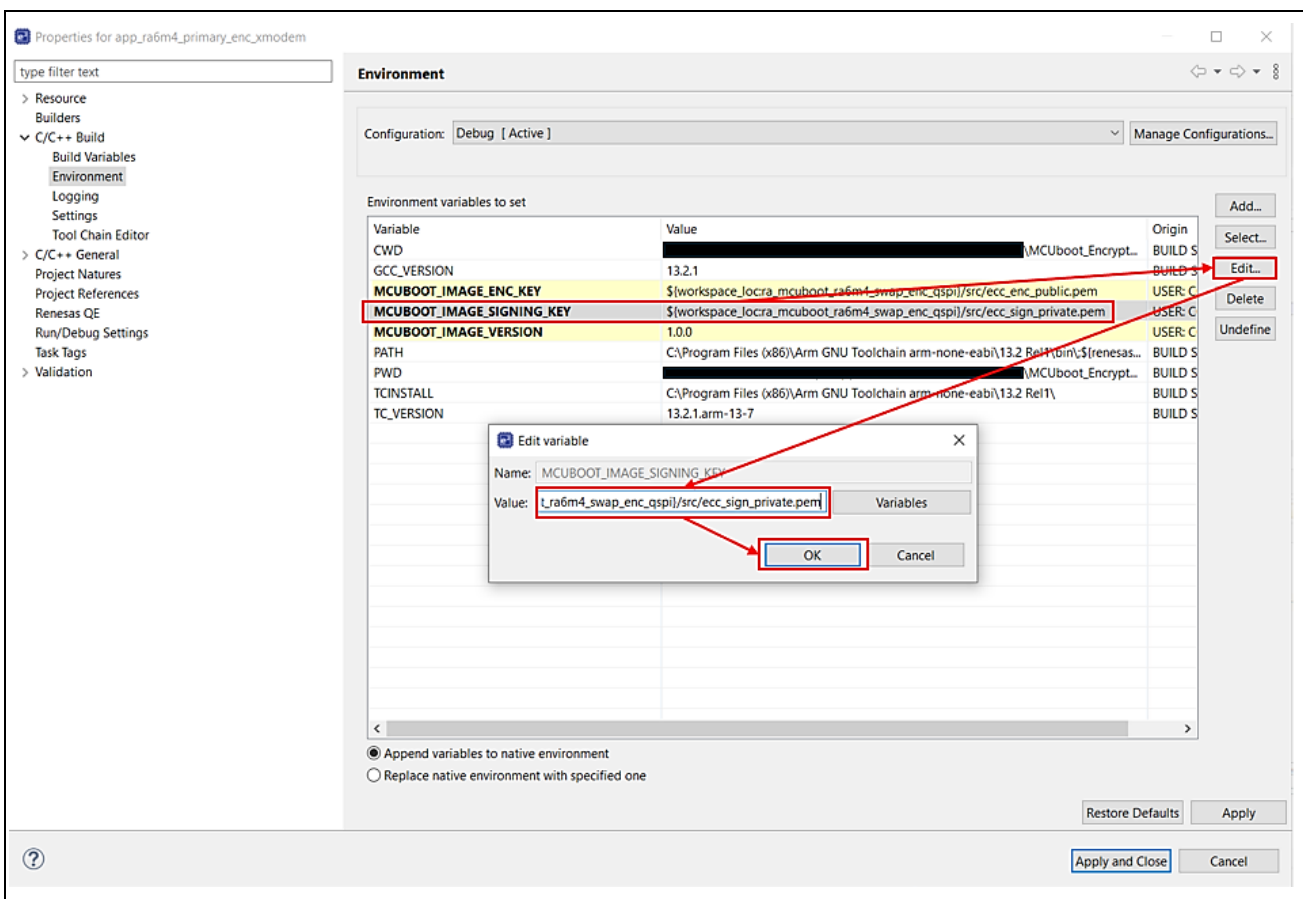 Properties for app_ra6m4_primary_enc_xmodem
type filter text
Environment
Resource
Builders
C/C++ Build
Build Variables
Environment
Logging
Settings
Tool Chain Editor
C/C++ General
Project Natures
Project References
Renesas QE
Run/Debug Settings
Task Tags
Validation
Configuration: Debug [ Active ] Manage Configurations...
Environment variables to set
Add...
Select...
Edit...
Delete
Undefine
Variable Value Origin
CWD \MCUboot_Encrypt... BUILD S
GCC_VERSION 13.2.1 BUILD S
MCUBOOT_IMAGE_ENC_KEY ${workspace_loc:ra_mcuboot_ra6m4_swap_enc_qspi}/src/ecc_enc_public.pem USER: C
MCUBOOT_IMAGE_SIGNING_KEY ${workspace_loc:ra_mcuboot_ra6m4_swap_enc_qspi}/src/ecc_sign_private.pem USER: C
MCUBOOT_IMAGE_VERSION 1.0.0 USER: C
PATH C:\Program Files (x86)\Arm GNU Toolchain arm-none-eabi\13.2 Rel1\bin\;${renesas... BUILD S
PWD \MCUboot_Encrypt... BUILD S
TCINSTALL C:\Program Files (x86)\Arm GNU Toolchain arm-none-eabi\13.2 Rel1\ BUILD S
TC_VERSION 13.2.1.arm-13-7 BUILD S
Edit variable
Name: MCUBOOT_IMAGE_SIGNING_KEY
Value: t_ra6m4_swap_enc_qspi}/src/ecc_sign_private.pem Variables
OK Cancel
Append variables to native environment
Replace native environment with specified one
Restore Defaults Apply
Apply and Close Cancel